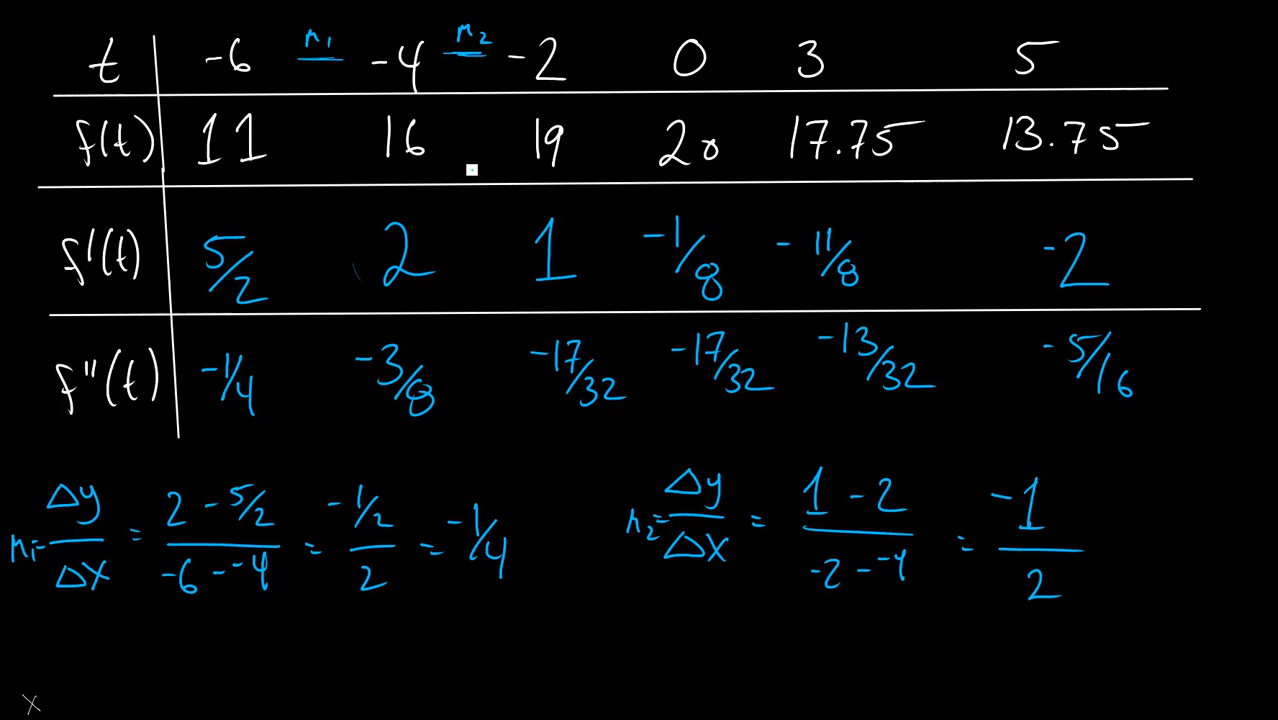 m₁ m₂
t -6 -4 -2 0 3 5
f(t) 11 16 19 20 17.75 13.75
f'(t) 5/2 2 1 -1/8 -11/8 -2
f"(t) -1/4 -3/8 -17/32 -17/32 -13/32 -5/16
m₁= Δy/Δx = (2 - 5/2)/(-6 - -4) = (-1/2)/2 = -1/4 m₂= Δy/Δx = (1 - 2)/(-2 - -4) = -1/2